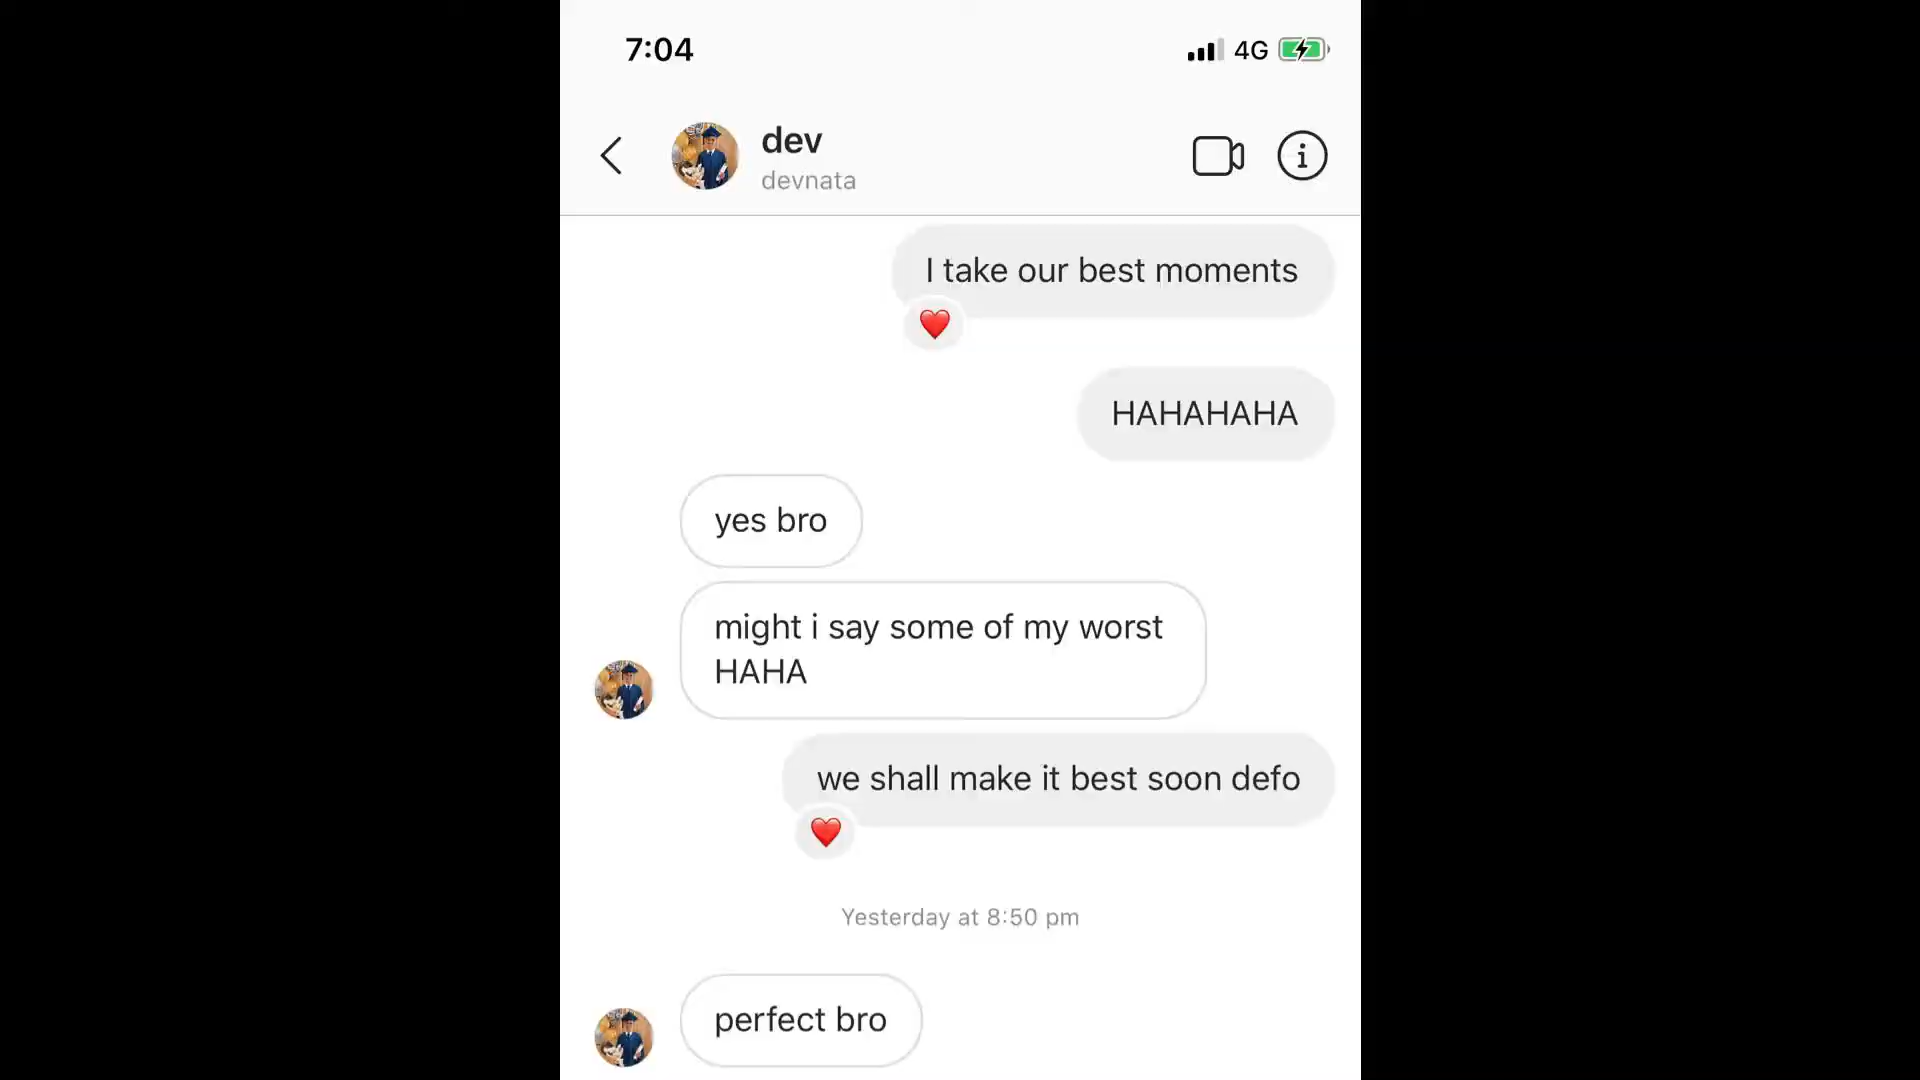 7:04
4G
dev
devnata
I take our best moments
❤️
HAHAHAHA
yes bro
might i say some of my worst
HAHA
we shall make it best soon defo
❤️
Yesterday at 8:50 pm
perfect bro